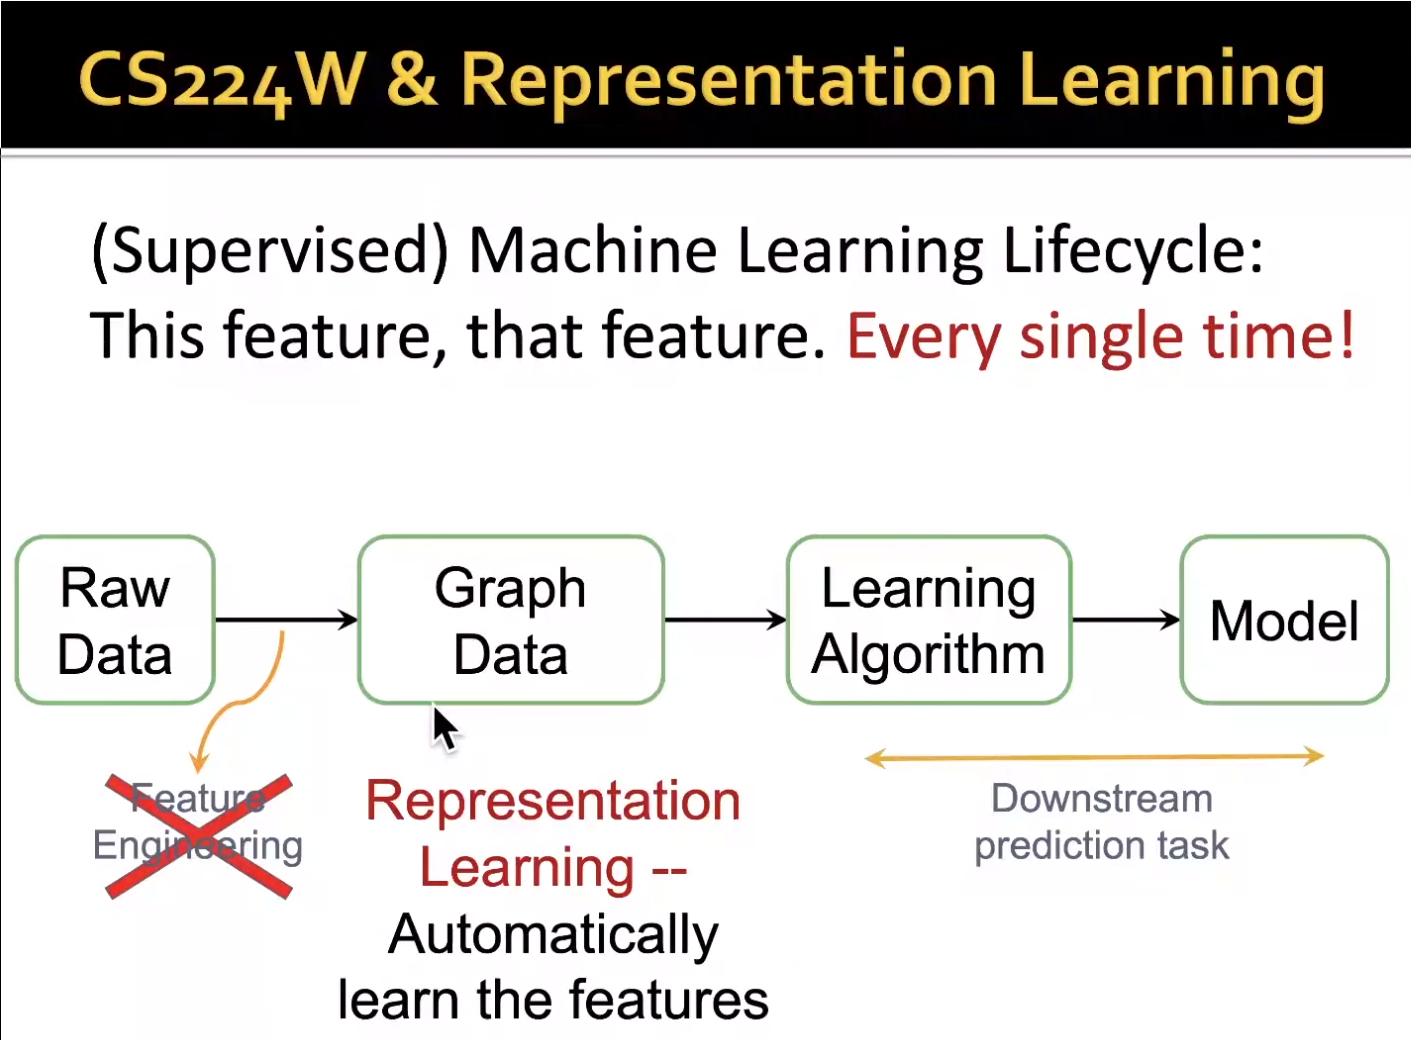 CS224W & Representation Learning
(Supervised) Machine Learning Lifecycle:
This feature, that feature. Every single time!
Raw
Data
Graph
Data
Learning
Algorithm
Model
Feature
Engineering
Representation
Learning --
Automatically
learn the features
Downstream
prediction task